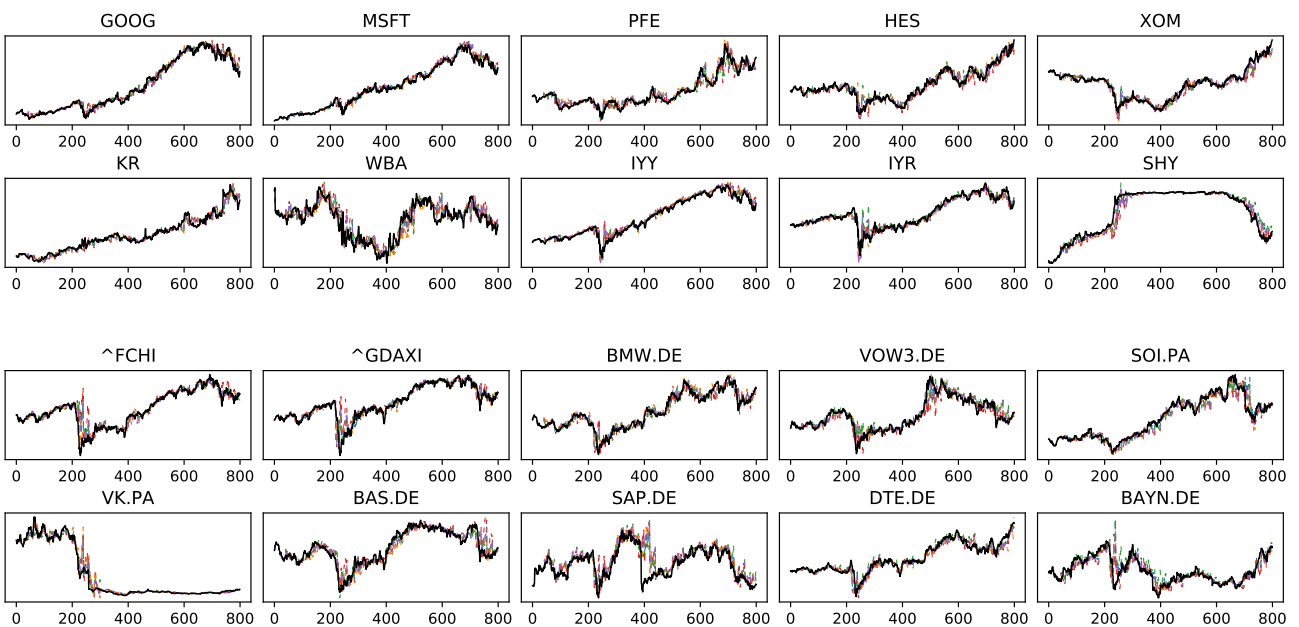 GOOG MSFT PFE HES XOM
0 200 400 600 800 0 200 400 600 800 0 200 400 600 800 0 200 400 600 800 0 200 400 600 800
KR WBA IYY IYR SHY
0 200 400 600 800 0 200 400 600 800 0 200 400 600 800 0 200 400 600 800 0 200 400 600 800
^FCHI ^GDAXI BMW.DE VOW3.DE SOI.PA
0 200 400 600 800 0 200 400 600 800 0 200 400 600 800 0 200 400 600 800 0 200 400 600 800
VK.PA BAS.DE SAP.DE DTE.DE BAYN.DE
0 200 400 600 800 0 200 400 600 800 0 200 400 600 800 0 200 400 600 800 0 200 400 600 800